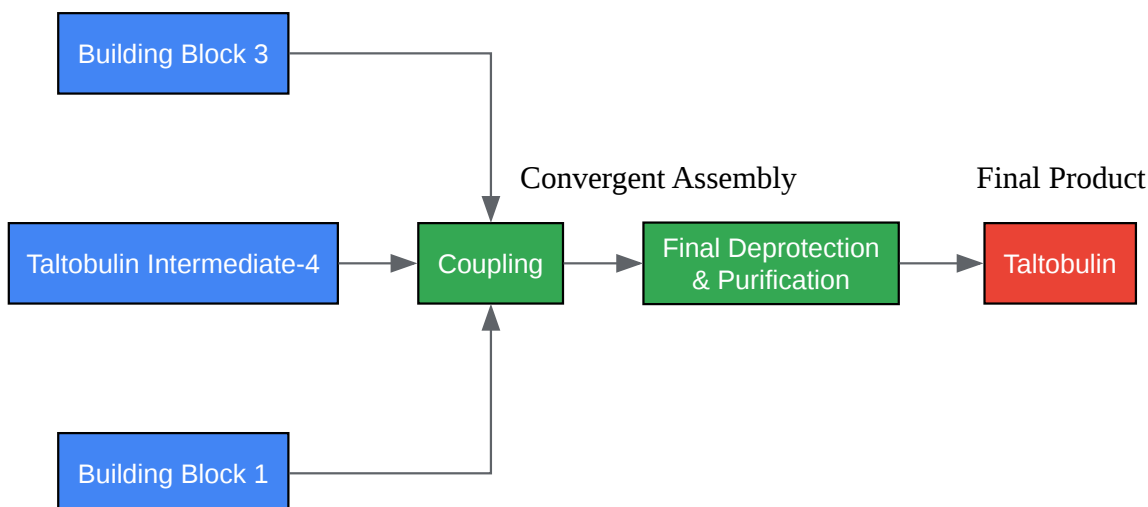 Building Block 3
Convergent Assembly
Final Product
Taltobulin Intermediate-4
Coupling
Final Deprotection
& Purification
Taltobulin
Building Block 1